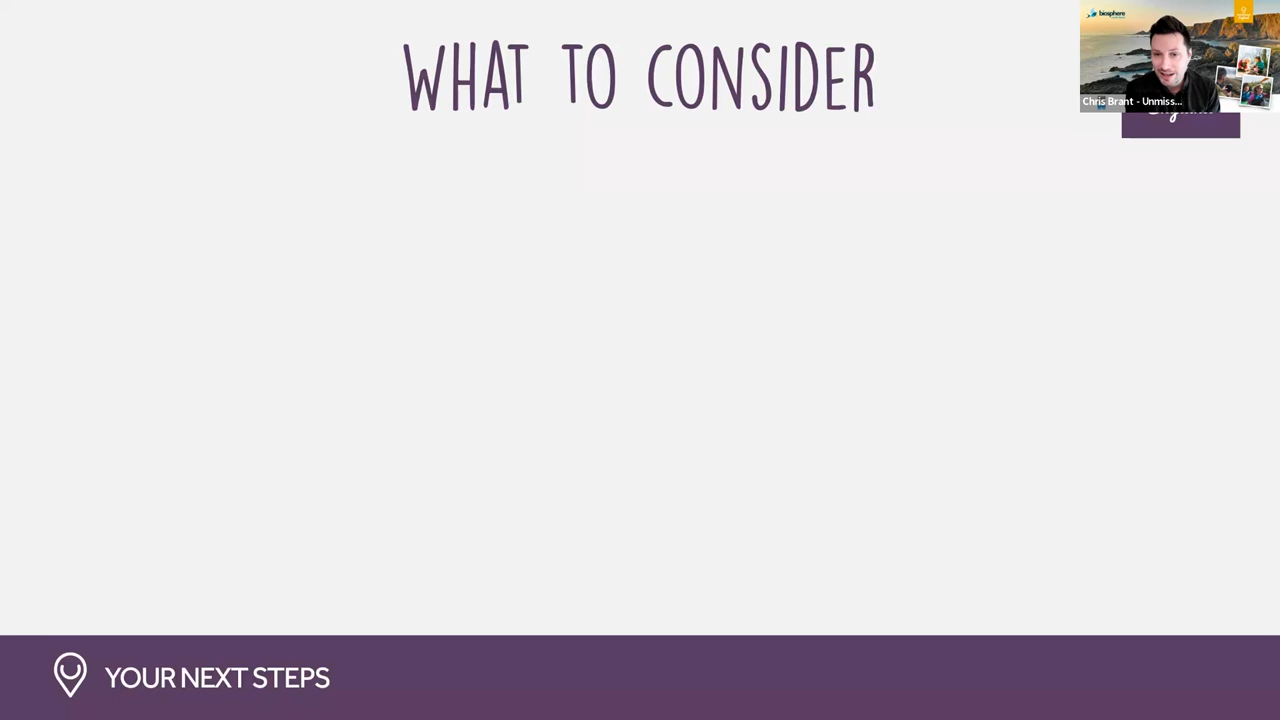 WHAT TO CONSIDER
biosphere
Chris Brant - Unmiss...
YOUR NEXT STEPS